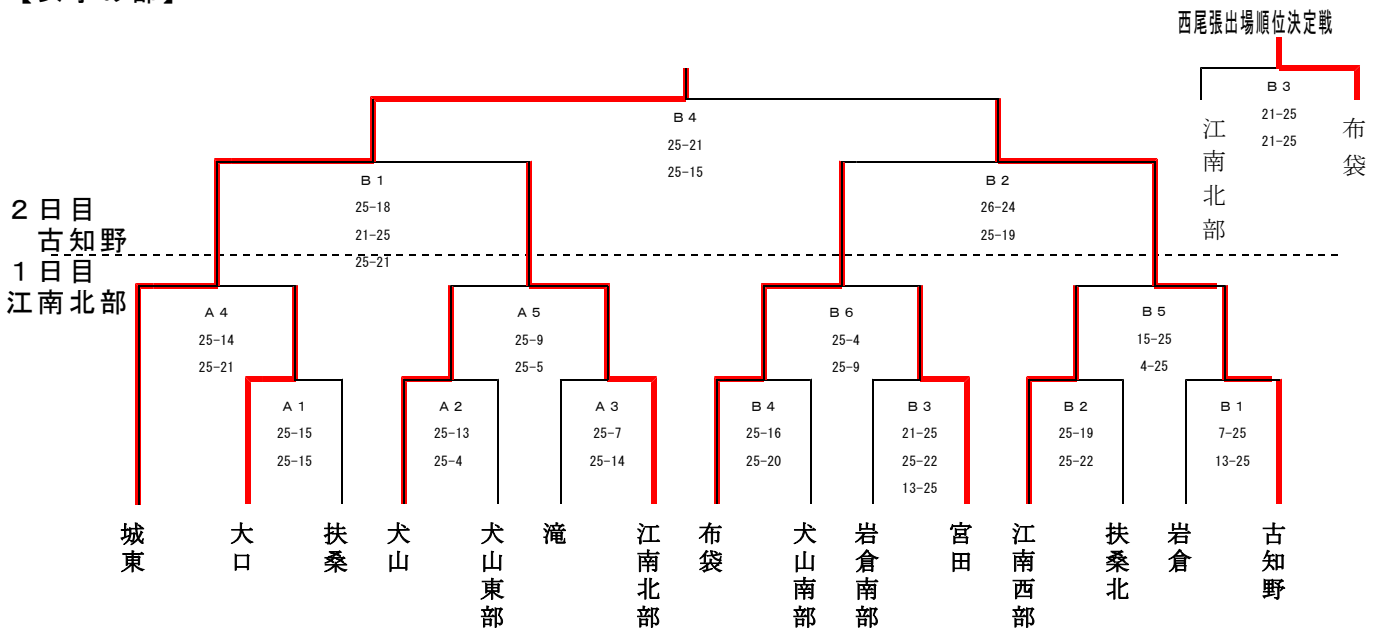 西尾張出場順位決定戦
B3
21-25
21-25
江南北部
布袋
B4
25-21
25-15
B1
25-18
21-25
25-21
B2
26-24
25-19
2日目
古知野
1日目
江南北部
A4
25-14
25-21
A5
25-9
25-5
B6
25-4
25-9
B5
15-25
4-25
A1
25-15
25-15
A2
25-13
25-4
A3
25-7
25-14
B4
25-16
25-20
B3
21-25
25-22
13-25
B2
25-19
25-22
B1
7-25
13-25
城東
大口
扶桑
犬山
犬山東部
滝
江南北部
布袋
犬山南部
岩倉南部
宮田
江南西部
扶桑北
岩倉
古知野